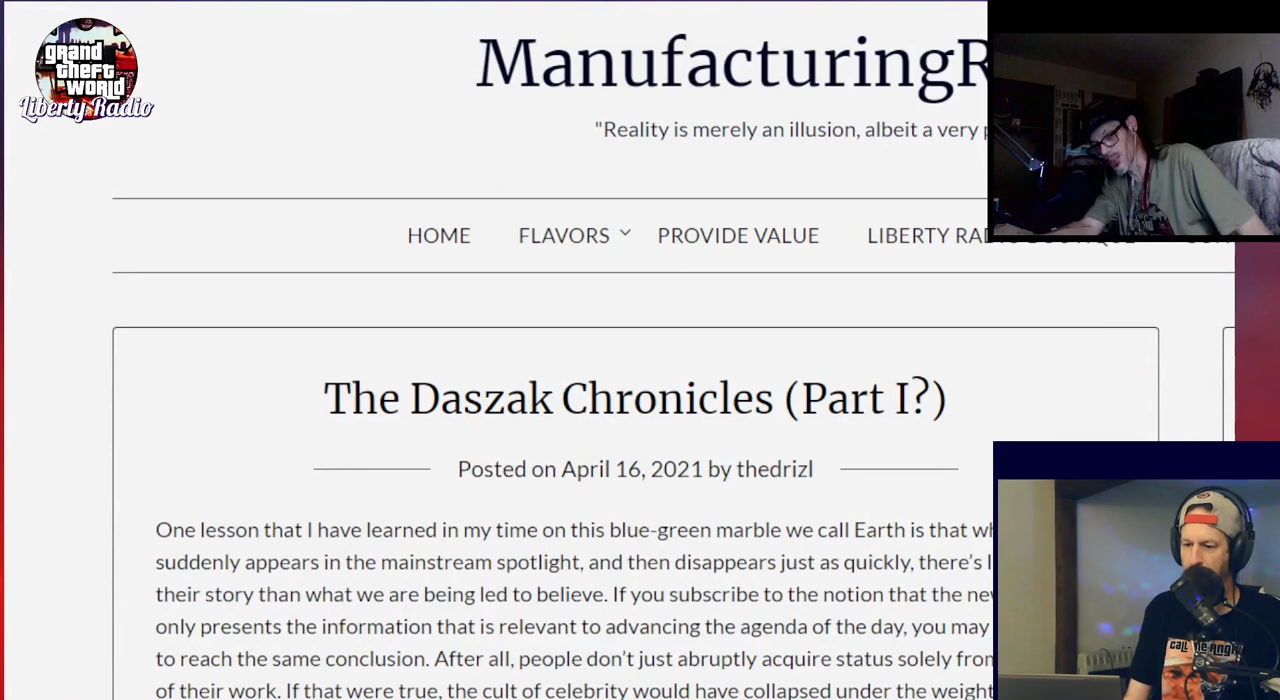 grand
theft
world
Liberty Radio
ManufacturingR
"Reality is merely an illusion, albeit a very
HOME FLAVORS PROVIDE VALUE LIBERTY
The Daszak Chronicles (Part I?)
Posted on April 16, 2021 by thedrizl
One lesson that I have learned in my time on this blue-green marble we call Earth is that
suddenly appears in the mainstream spotlight, and then disappears just as quickly, there's
their story than what we are being led to believe. If you subscribe to the notion that the
only presents the information that is relevant to advancing the agenda of the day, you may
to reach the same conclusion. After all, people don't just abruptly acquire status solely from
of their work. If that were true, the cult of celebrity would have collapsed under the weight
CALL ME ANGRY